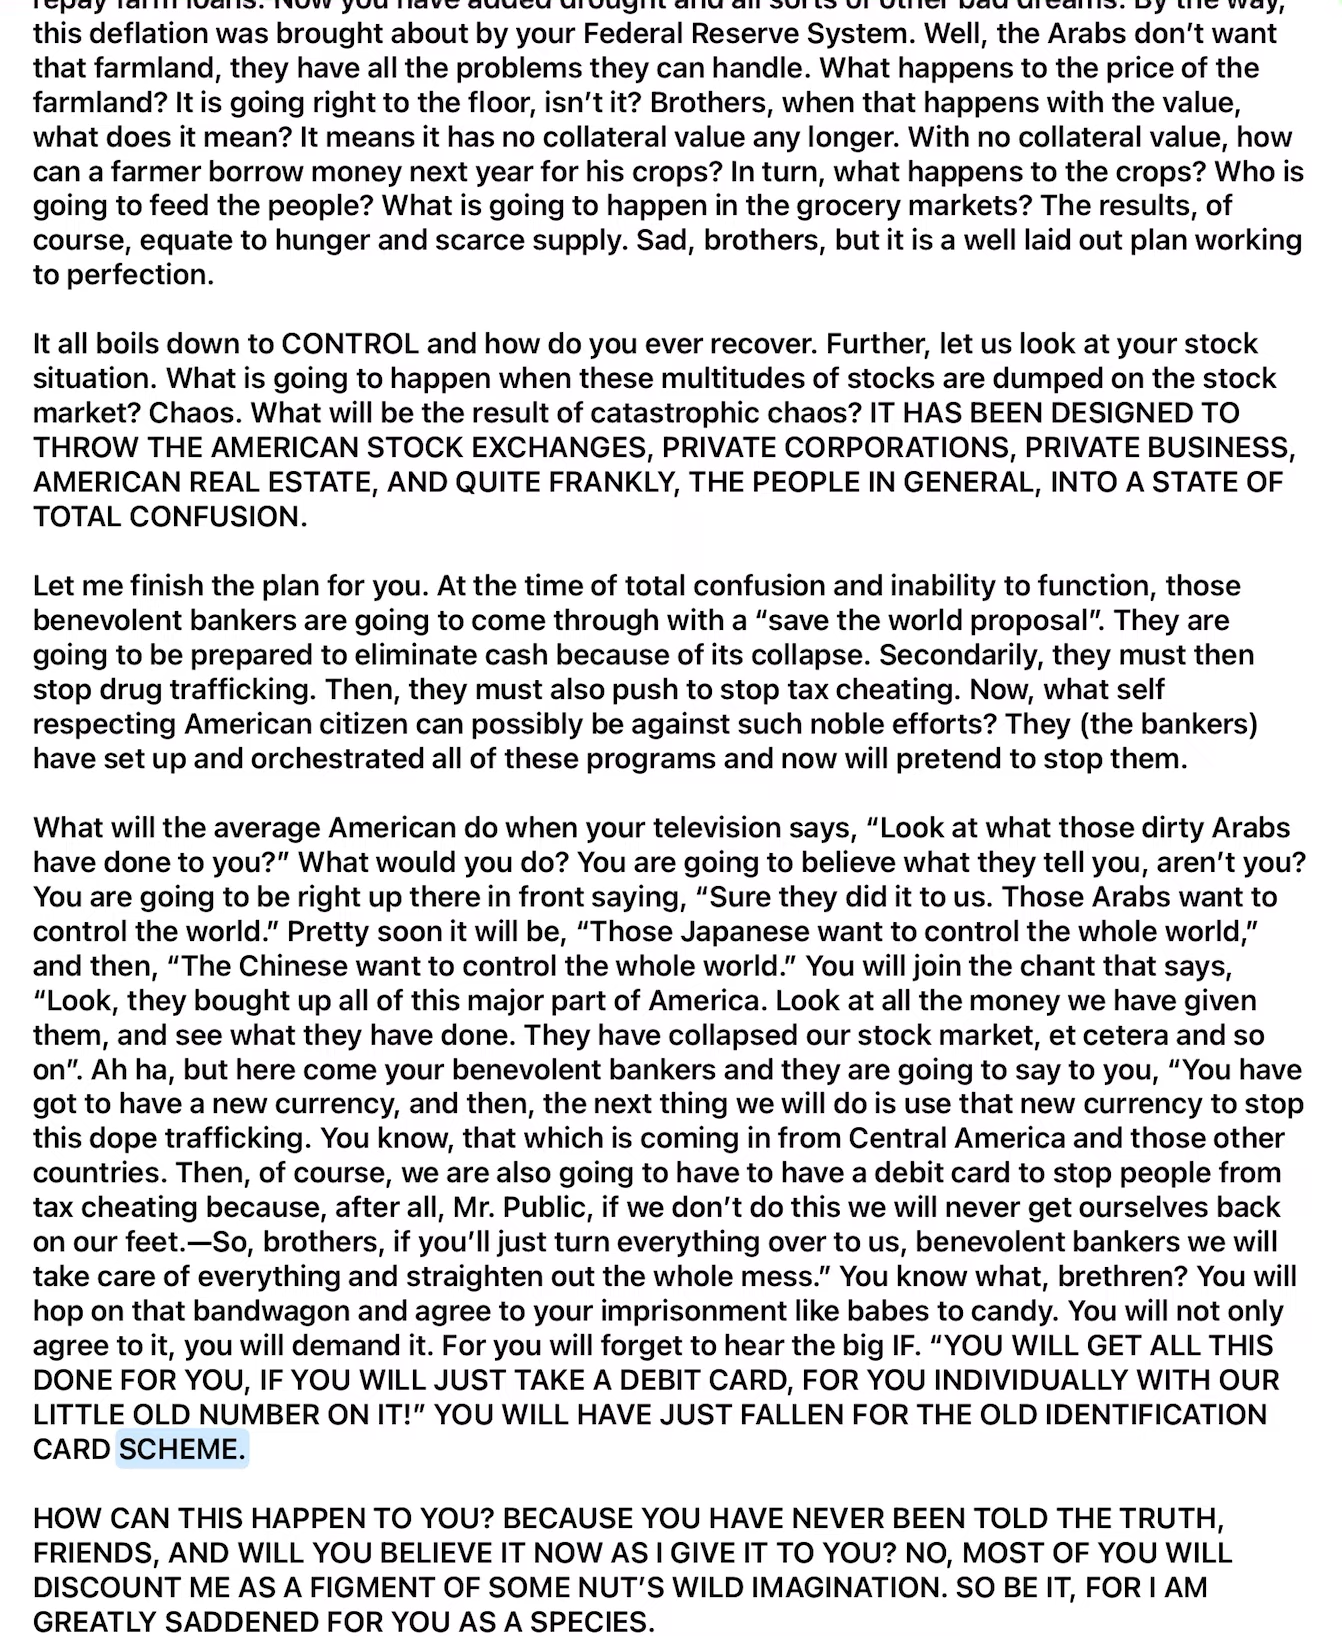 repay farm loans. Now you have added drought and all sorts of other bad dreams. By the way,
this deflation was brought about by your Federal Reserve System. Well, the Arabs don’t want
that farmland, they have all the problems they can handle. What happens to the price of the
farmland? It is going right to the floor, isn’t it? Brothers, when that happens with the value,
what does it mean? It means it has no collateral value any longer. With no collateral value, how
can a farmer borrow money next year for his crops? In turn, what happens to the crops? Who is
going to feed the people? What is going to happen in the grocery markets? The results, of
course, equate to hunger and scarce supply. Sad, brothers, but it is a well laid out plan working
to perfection.

It all boils down to CONTROL and how do you ever recover. Further, let us look at your stock
situation. What is going to happen when these multitudes of stocks are dumped on the stock
market? Chaos. What will be the result of catastrophic chaos? IT HAS BEEN DESIGNED TO
THROW THE AMERICAN STOCK EXCHANGES, PRIVATE CORPORATIONS, PRIVATE BUSINESS,
AMERICAN REAL ESTATE, AND QUITE FRANKLY, THE PEOPLE IN GENERAL, INTO A STATE OF
TOTAL CONFUSION.

Let me finish the plan for you. At the time of total confusion and inability to function, those
benevolent bankers are going to come through with a “save the world proposal”. They are
going to be prepared to eliminate cash because of its collapse. Secondarily, they must then
stop drug trafficking. Then, they must also push to stop tax cheating. Now, what self
respecting American citizen can possibly be against such noble efforts? They (the bankers)
have set up and orchestrated all of these programs and now will pretend to stop them.

What will the average American do when your television says, “Look at what those dirty Arabs
have done to you?” What would you do? You are going to believe what they tell you, aren’t you?
You are going to be right up there in front saying, “Sure they did it to us. Those Arabs want to
control the world.” Pretty soon it will be, “Those Japanese want to control the whole world,”
and then, “The Chinese want to control the whole world.” You will join the chant that says,
“Look, they bought up all of this major part of America. Look at all the money we have given
them, and see what they have done. They have collapsed our stock market, et cetera and so
on”. Ah ha, but here come your benevolent bankers and they are going to say to you, “You have
got to have a new currency, and then, the next thing we will do is use that new currency to stop
this dope trafficking. You know, that which is coming in from Central America and those other
countries. Then, of course, we are also going to have to have a debit card to stop people from
tax cheating because, after all, Mr. Public, if we don’t do this we will never get ourselves back
on our feet.—So, brothers, if you’ll just turn everything over to us, benevolent bankers we will
take care of everything and straighten out the whole mess.” You know what, brethren? You will
hop on that bandwagon and agree to your imprisonment like babes to candy. You will not only
agree to it, you will demand it. For you will forget to hear the big IF. “YOU WILL GET ALL THIS
DONE FOR YOU, IF YOU WILL JUST TAKE A DEBIT CARD, FOR YOU INDIVIDUALLY WITH OUR
LITTLE OLD NUMBER ON IT!” YOU WILL HAVE JUST FALLEN FOR THE OLD IDENTIFICATION
CARD SCHEME.

HOW CAN THIS HAPPEN TO YOU? BECAUSE YOU HAVE NEVER BEEN TOLD THE TRUTH,
FRIENDS, AND WILL YOU BELIEVE IT NOW AS I GIVE IT TO YOU? NO, MOST OF YOU WILL
DISCOUNT ME AS A FIGMENT OF SOME NUT’S WILD IMAGINATION. SO BE IT, FOR I AM
GREATLY SADDENED FOR YOU AS A SPECIES.